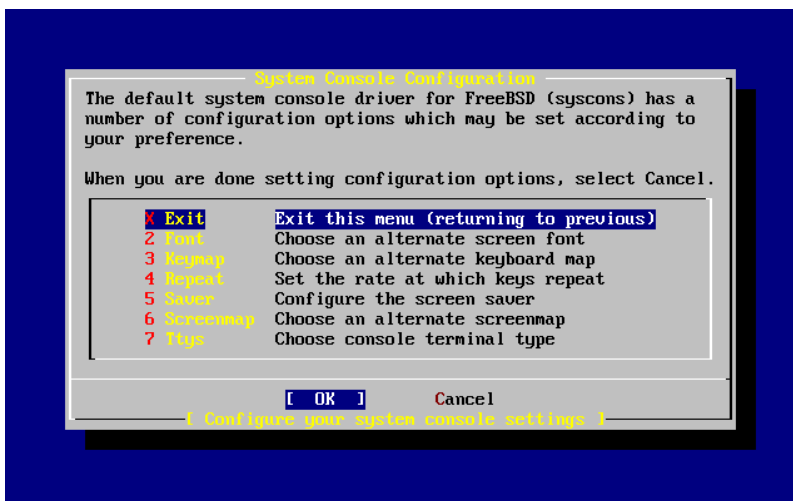 System Console Configuration
The default system console driver for FreeBSD (syscons) has a
number of configuration options which may be set according to
your preference.
When you are done setting configuration options, select Cancel.
X Exit Exit this menu (returning to previous)
2 Font Choose an alternate screen font
3 Keymap Choose an alternate keyboard map
4 Repeat Set the rate at which keys repeat
5 Saver Configure the screen saver
6 Screenmap Choose an alternate screenmap
7 Ttys Choose console terminal type
[ OK ] Cancel
[ Configure your system console settings ]